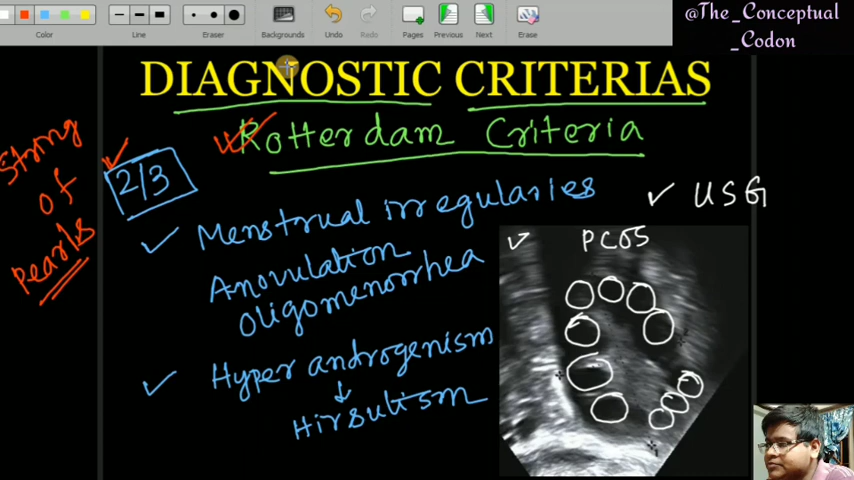 Color
Line
Eraser
Backgrounds
Undo
Redo
Pages
Previous
Next
Erase
@The_Conceptual
_Codon
DIAGNOSTIC CRITERIAS
Rotterdam Criteria
String
of
Pearls
2/3
Menstrual irregularies
Anovulation
Oligomenorrhea
Hyper androgenism
Hirsutism
USG
PCOS